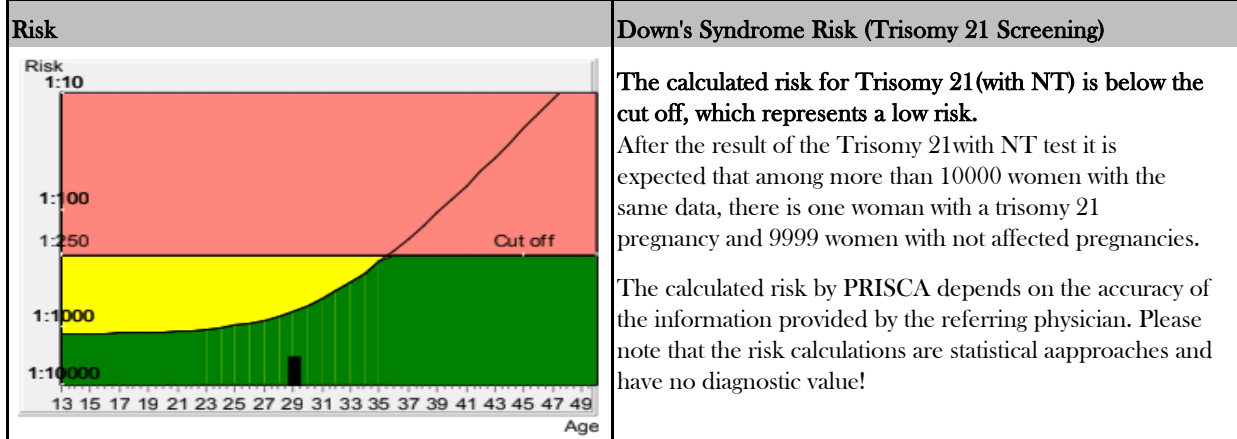 Risk
Down's Syndrome Risk (Trisomy 21 Screening)
Risk
1:10
1:100
1:250
Cut off
1:1000
1:10000
13 15 17 19 21 23 25 27 29 31 33 35 37 39 41 43 45 47 49
Age
The calculated risk for Trisomy 21(with NT) is below the
cut off, which represents a low risk.
After the result of the Trisomy 21with NT test it is
expected that among more than 10000 women with the
same data, there is one woman with a trisomy 21
pregnancy and 9999 women with not affected pregnancies.
The calculated risk by PRISCA depends on the accuracy of
the information provided by the referring physician. Please
note that the risk calculations are statistical aapproaches and
have no diagnostic value!